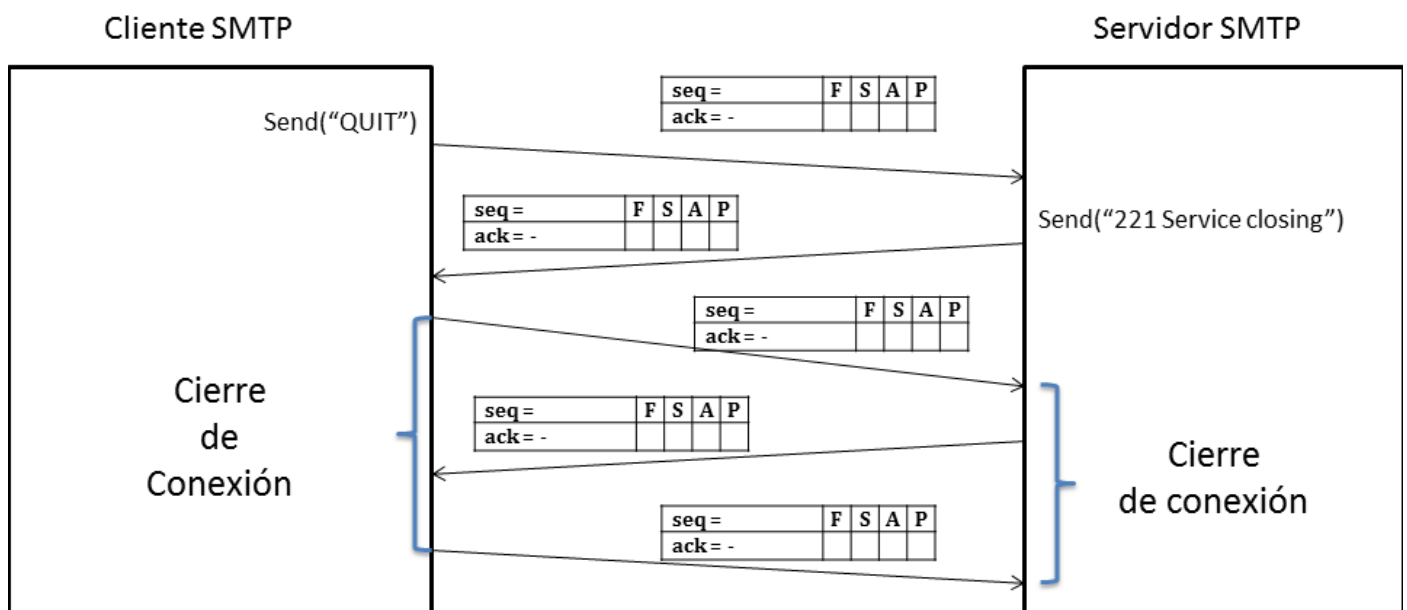 Cliente SMTP
Servidor SMTP
seq = F S A P
ack = -
Send(“QUIT”)
seq = F S A P
ack = -
Send(“221 Service closing”)
seq = F S A P
ack = -
Cierre
de
Conexión
seq = F S A P
ack = -
Cierre
de conexión
seq = F S A P
ack = -